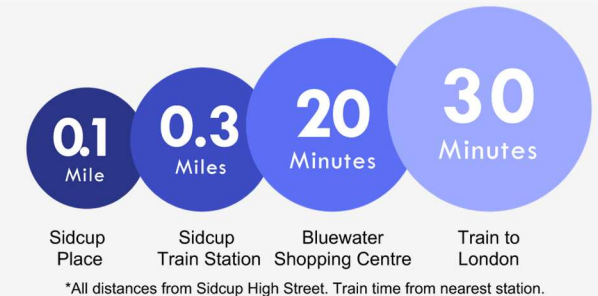 0.1
Mile
0.3
Miles
20
Minutes
30
Minutes
Sidcup
Place
Sidcup
Train Station
Bluewater
Shopping Centre
Train to
London
*All distances from Sidcup High Street. Train time from nearest station.